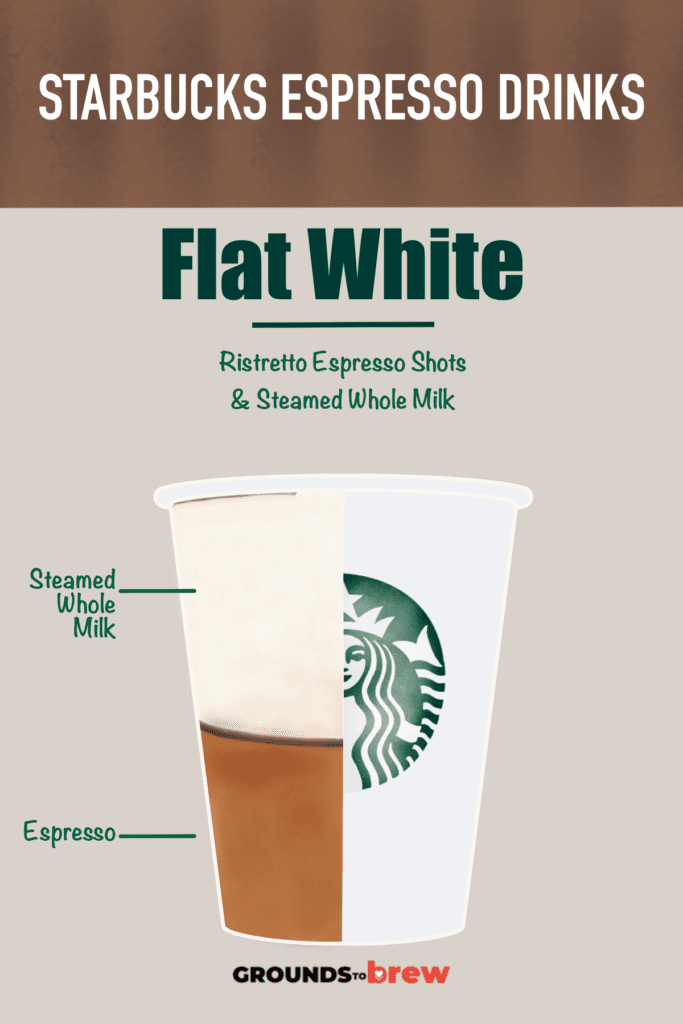 STARBUCKS ESPRESSO DRINKS
Flat White
Ristretto Espresso Shots
& Steamed Whole Milk
Steamed
Whole
Milk
Espresso
GROUNDS TO brew